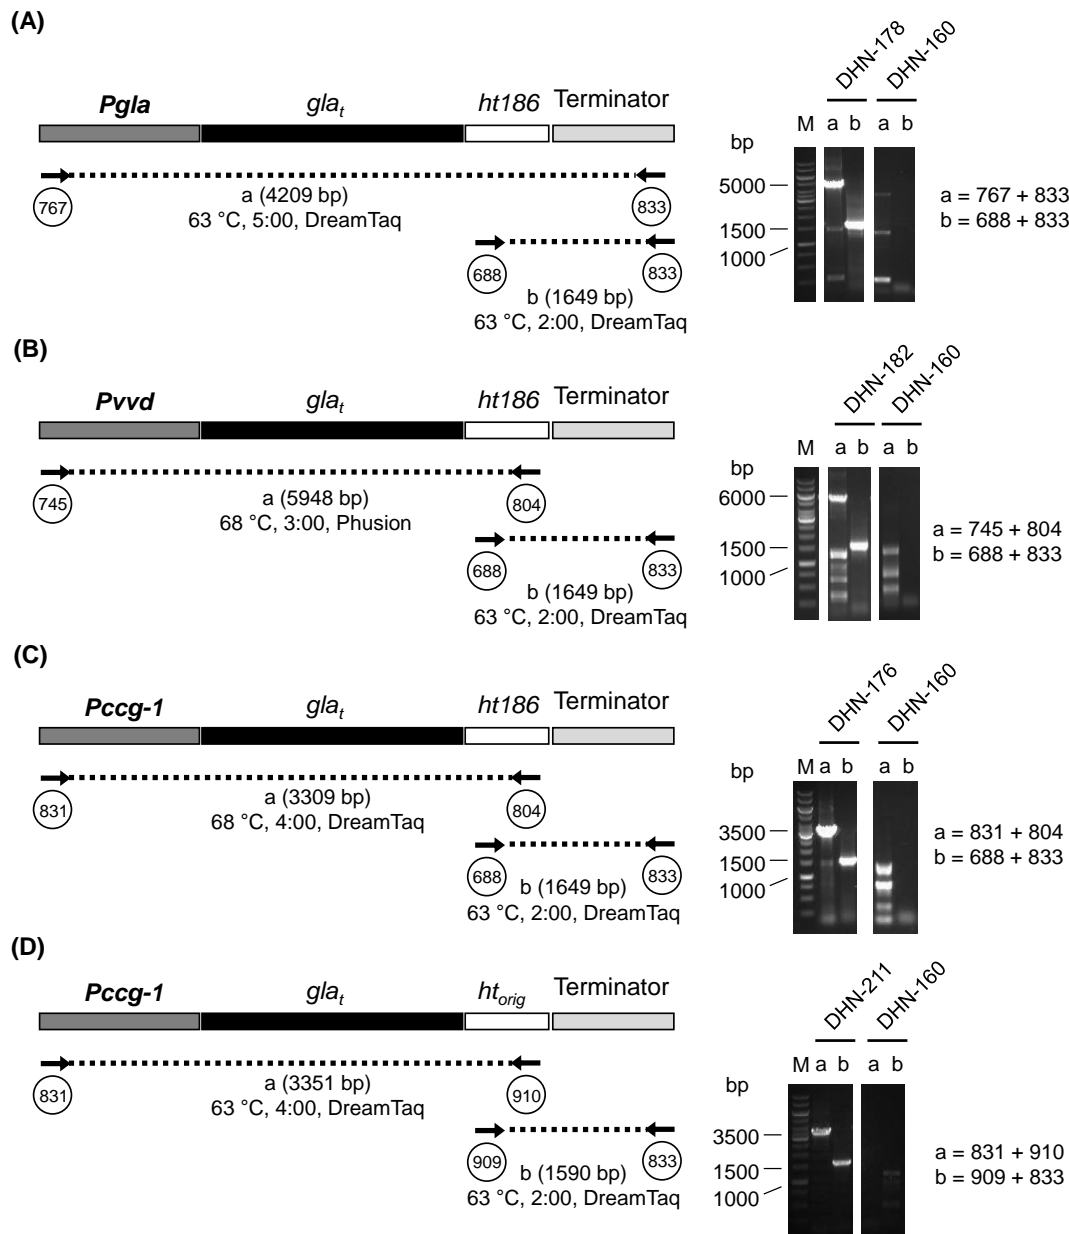 (A)
Pgla glat ht186 Terminator
767 833
a (4209 bp)
63 °C, 5:00, DreamTaq
688 833
b (1649 bp)
63 °C, 2:00, DreamTaq
DHN-178 DHN-160
M a b a b
bp
5000
1500
1000
a = 767 + 833
b = 688 + 833
(B)
Pvvd glat ht186 Terminator
745 804
a (5948 bp)
68 °C, 3:00, Phusion
688 833
b (1649 bp)
63 °C, 2:00, DreamTaq
DHN-182 DHN-160
M a b a b
bp
6000
1500
1000
a = 745 + 804
b = 688 + 833
(C)
Pccg-1 glat ht186 Terminator
831 804
a (3309 bp)
68 °C, 4:00, DreamTaq
688 833
b (1649 bp)
63 °C, 2:00, DreamTaq
DHN-176 DHN-160
bp M a b a b
3500
1500
1000
a = 831 + 804
b = 688 + 833
(D)
Pccg-1 glat htorig Terminator
831 910
a (3351 bp)
63 °C, 4:00, DreamTaq
909 833
b (1590 bp)
63 °C, 2:00, DreamTaq
DHN-211 DHN-160
M a b a b
bp
3500
1500
1000
a = 831 + 910
b = 909 + 833